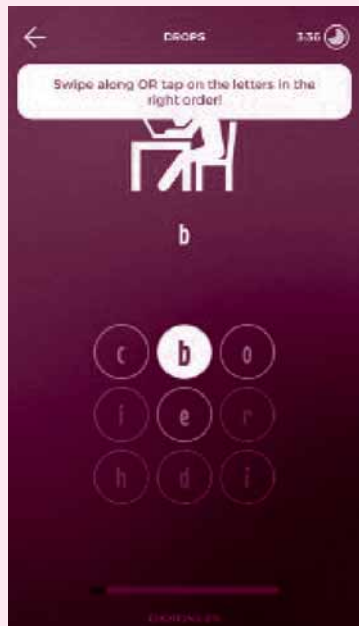 DROPS 3:36
Swipe along OR tap on the letters in the
right order!
b
c b o
i e r
h d i